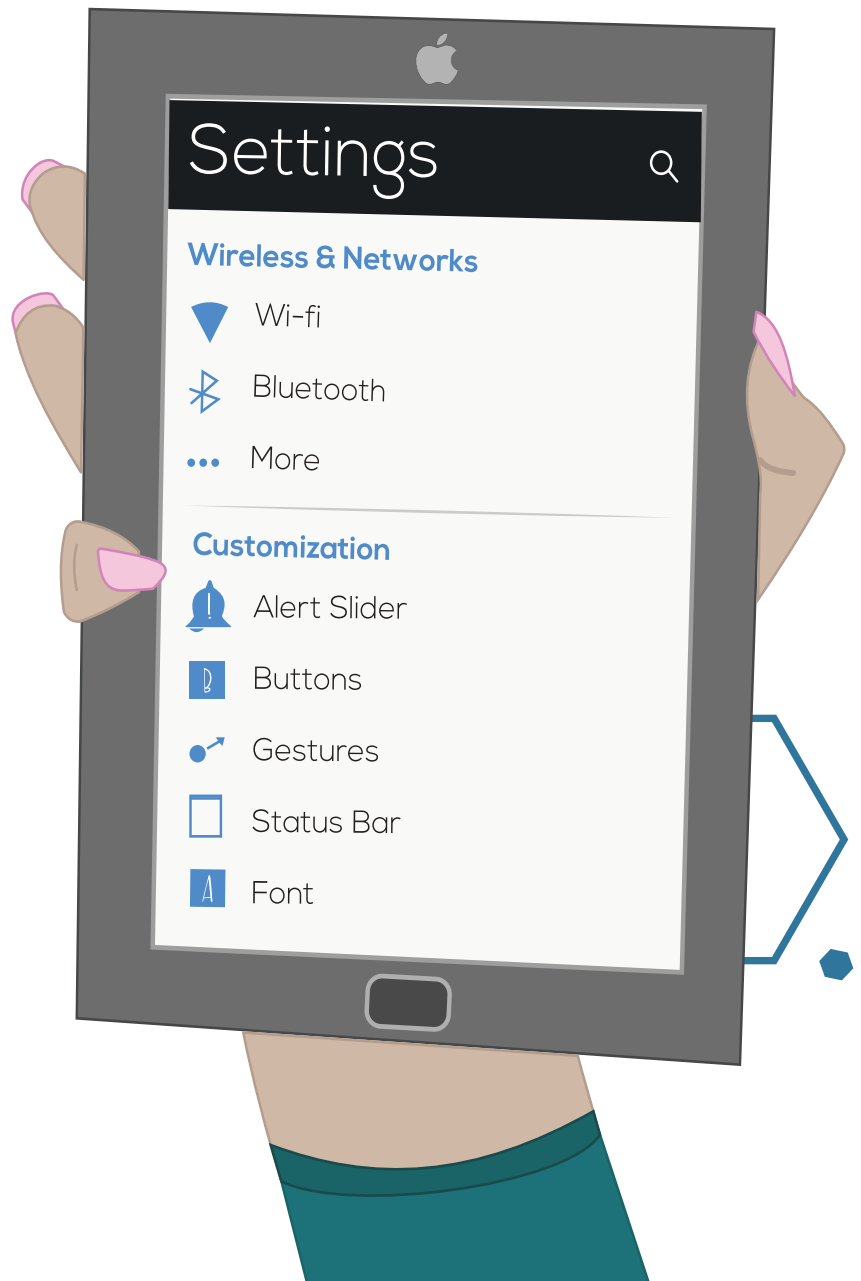 Settings
Wireless & Networks
Wi-fi
Bluetooth
More
Customization
! Alert Slider
B Buttons
Gestures
Status Bar
A Font